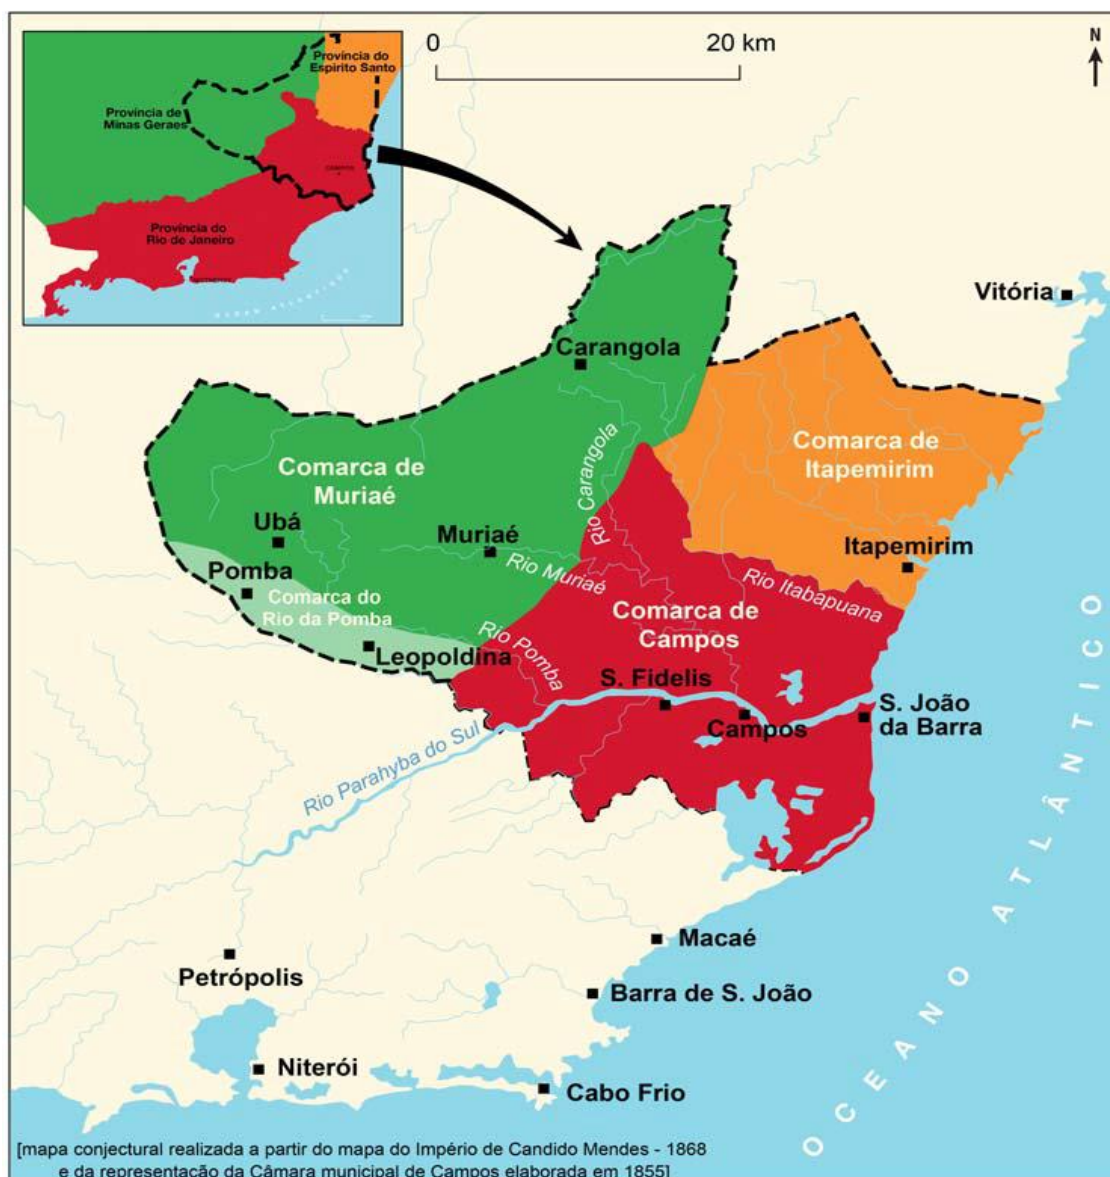 Província do
Espirito Santo
Província de
Minas Geraes
CAMPOS
Província do
Rio de Janeiro
0 20 km
N
Vitória
Carangola
Comarca de
Muriaé
Rio Carangola
Comarca de
Itapemirim
Ubá
Muriaé
Itapemirim
Pomba
Rio Muriaé
Rio Itabapuana
Comarca do
Rio da Pomba
Comarca de
Campos
Leopoldina
Rio Pomba
S. Fidelis
Campos
S. João
da Barra
Rio Parahyba do Sul
OCEANO ATLÂNTICO
Macaé
Petrópolis
Barra de S. João
Niterói
Cabo Frio
[mapa conjectural realizada a partir do mapa do Império de Candido Mendes - 1868
e da representação da Câmara municipal de Campos elaborada em 1855]